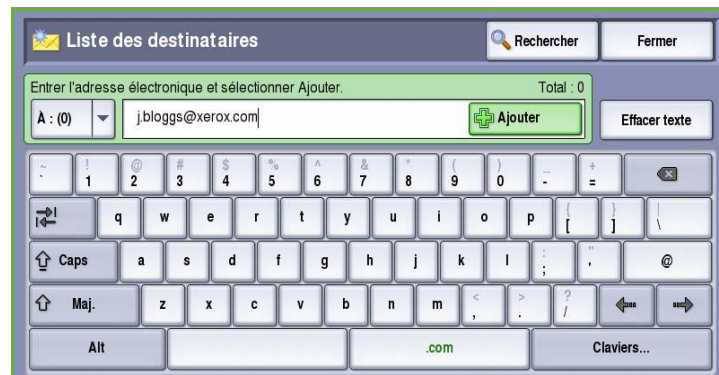 Liste des destinataires Rechercher Fermer
Entrer l'adresse électronique et sélectionner Ajouter. Total : 0
À : (0) j.bloggs@xerox.com Ajouter Effacer texte
~ ! @ # $ % ^ & * ( ) _ +
` 1 2 3 4 5 6 7 8 9 0 - =
q w e r t y u i o p { [ } ] | \
Caps a s d f g h j k l : ; " ' @
Maj. z x c v b n m < , > . ? /
Alt .com Claviers...